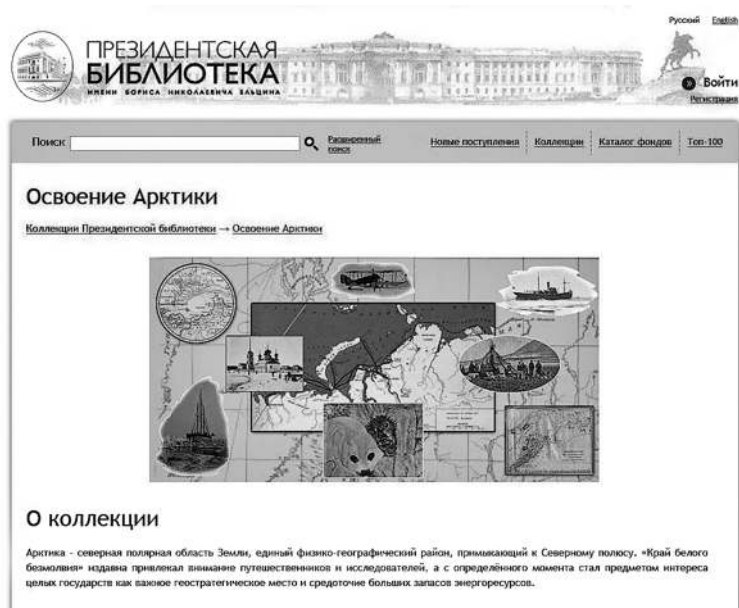 Русский English
ПРЕЗИДЕНТСКАЯ
БИБЛИОТЕКА
ИМЕНИ БОРИСА НИКОЛАЕВИЧА ЕЛЬЦИНА
Войти
Регистрация
Поиск Расширенный поиск Новые поступления Коллекции Каталог фондов Топ-100
Освоение Арктики
Коллекции Президентской библиотеки → Освоение Арктики
О коллекции
Арктика - северная полярная область Земли, единый физико-географический район, примыкающий к Северному полюсу. «Край белого
безмолвия» издавна привлекал внимание путешественников и исследователей, а с определённого момента стал предметом интереса
целых государств как важное геостратегическое место и средоточие больших запасов энергоресурсов.